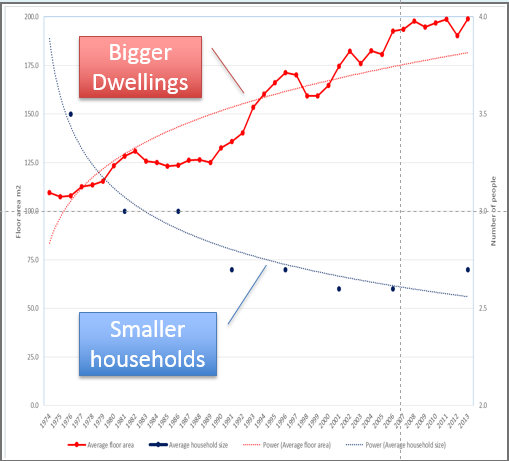 200.0
175.0
150.0
125.0
100.0
75.0
50.0
25.0
0.0
Floor area m2
Bigger
Dwellings
Smaller
households
4.0
3.5
3.0
2.5
2.0
Number of people
1974 1975 1976 1977 1978 1979 1980 1981 1982 1983 1984 1985 1986 1987 1988 1989 1990 1991 1992 1993 1994 1995 1996 1997 1998 1999 2000 2001 2002 2003 2004 2005 2006 2007 2008 2009 2010 2011 2012 2013
Average floor area Average household size Power (Average floor area) Power (Average household size)